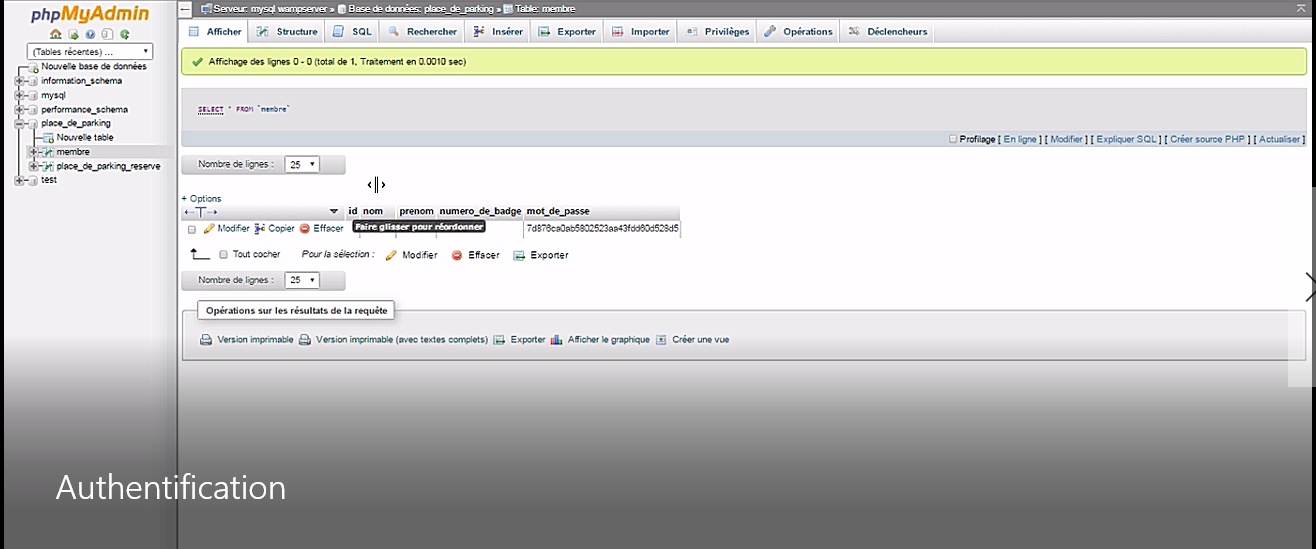 phpMyAdmin
(Tables récentes) ...
Nouvelle base de données
information_schema
mysql
performance_schema
place_de_parking
Nouvelle table
membre
place_de_parking_reserve
test
Serveur: mysql wampserver » Base de données: place_de_parking » Table: membre
Afficher Structure SQL Rechercher Insérer Exporter Importer Privilèges Opérations Déclencheurs
Affichage des lignes 0 - 0 (total de 1, Traitement en 0.0010 sec)
SELECT * FROM `membre`
Profilage [ En ligne ] [ Modifier ] [ Expliquer SQL ] [ Créer source PHP ] [ Actualiser ]
Nombre de lignes : 25
+ Options
id nom prenom numero_de_badge mot_de_passe
Modifier Copier Effacer Faire glisser pour réordonner 7d876ca0ab5802523aa43fdd60d528d5
Tout cocher Pour la sélection : Modifier Effacer Exporter
Nombre de lignes : 25
Opérations sur les résultats de la requête
Version imprimable Version imprimable (avec textes complets) Exporter Afficher le graphique Créer une vue
Authentification